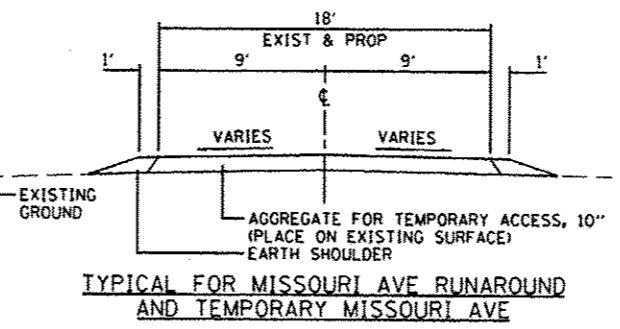 18'
EXIST & PROP
1' 9' 9' 1'
℄
VARIES VARIES
EXISTING
GROUND
AGGREGATE FOR TEMPORARY ACCESS, 10"
(PLACE ON EXISTING SURFACE)
EARTH SHOULDER
TYPICAL FOR MISSOURI AVE RUNAROUND
AND TEMPORARY MISSOURI AVE